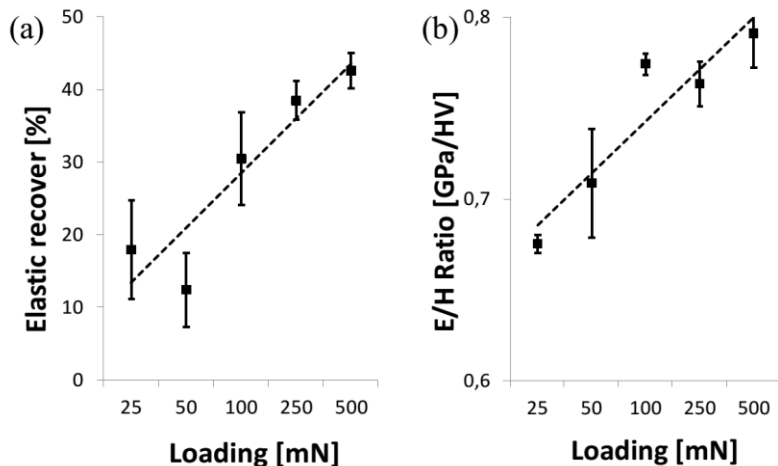 (a)
Elastic recover [%]
50
40
30
20
10
0
25 50 100 250 500
Loading [mN]
(b)
E/H Ratio [GPa/HV]
0,8
0,7
0,6
25 50 100 250 500
Loading [mN]